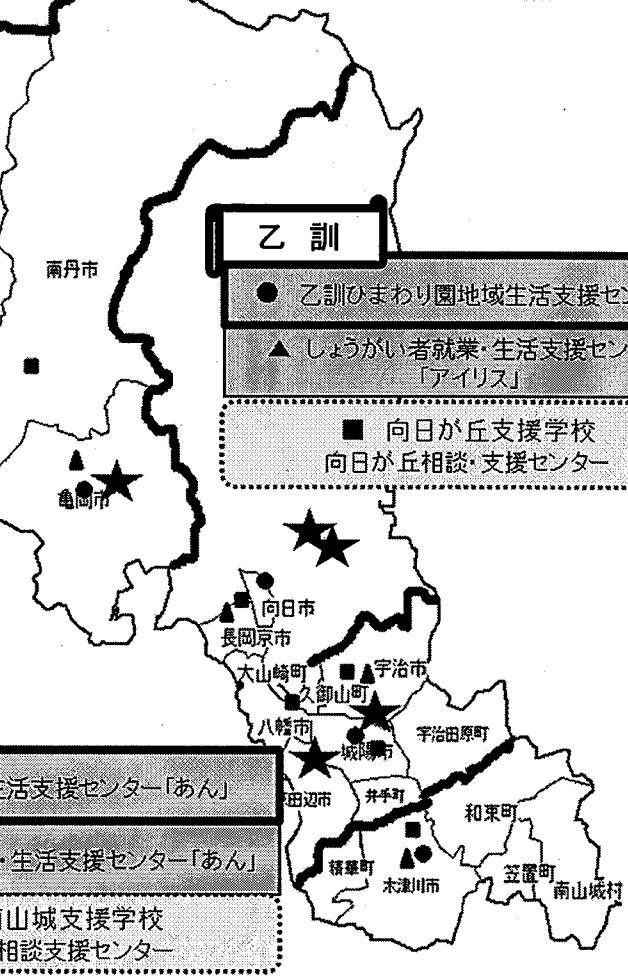 乙 訓
南丹市
● 乙訓ひまわり園地域生活支援セ
▲ しょうがい者就業・生活支援セン
「アイリス」
■ 向日が丘支援学校
向日が丘相談・支援センター
亀岡市
向日市
長岡京市
大山崎町
宇治市
久御山町
八幡市
宇治田原町
城陽市
生活支援センター「あん」
田辺市
井手町
・生活支援センター「あん」
和束町
精華町
木津川市
笠置町
南山城村
山城支援学校
相談支援センター